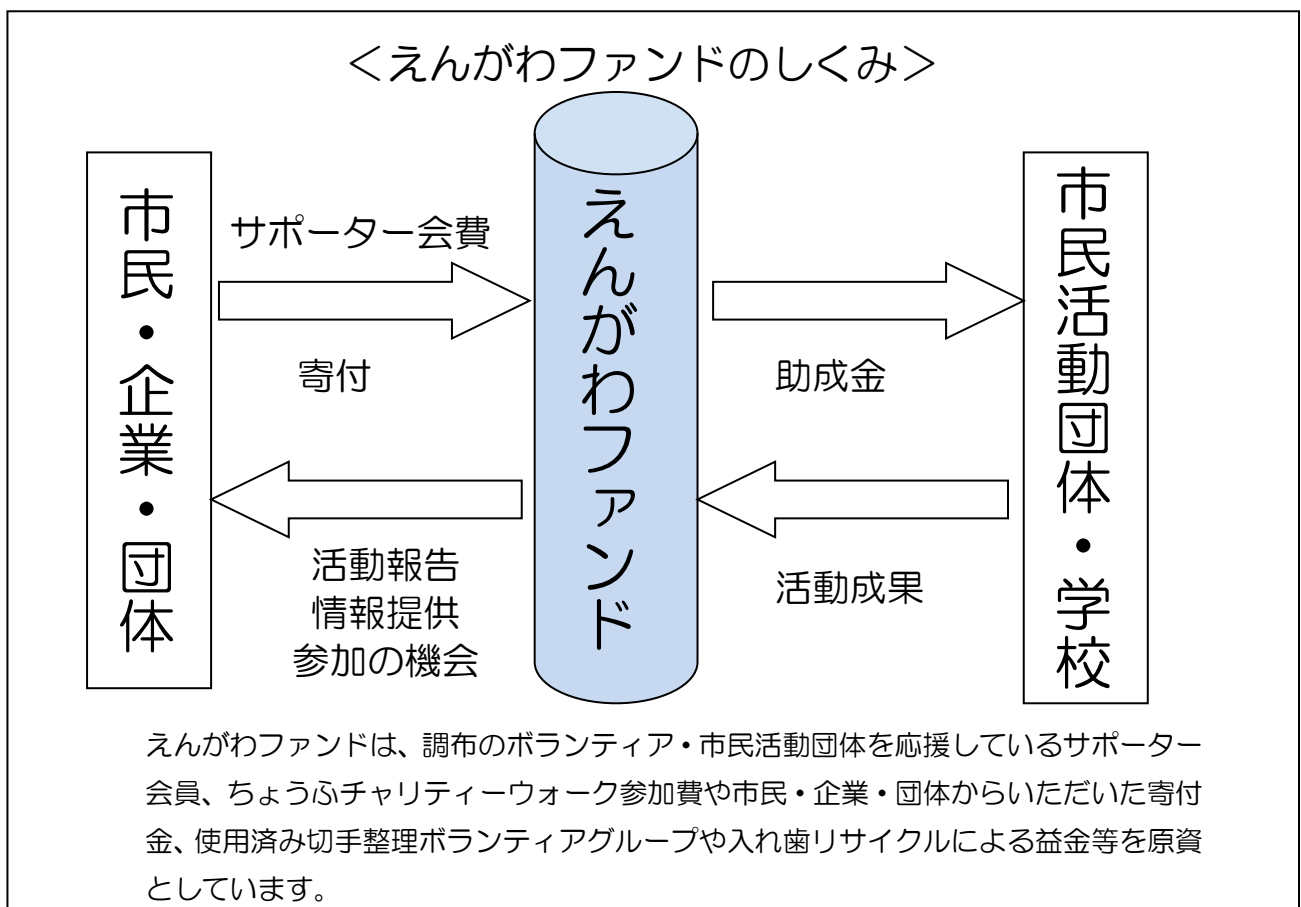 ＜えんがわファンドのしくみ＞
市民・企業・団体
サポーター会費
寄付
活動報告
情報提供
参加の機会
えんがわファンド
助成金
活動成果
市民活動団体・学校
えんがわファンドは、調布のボランティア・市民活動団体を応援しているサポーター
会員、ちょうふチャリティーウォーク参加費や市民・企業・団体からいただいた寄付
金、使用済み切手整理ボランティアグループや入れ歯リサイクルによる益金等を原資
としています。